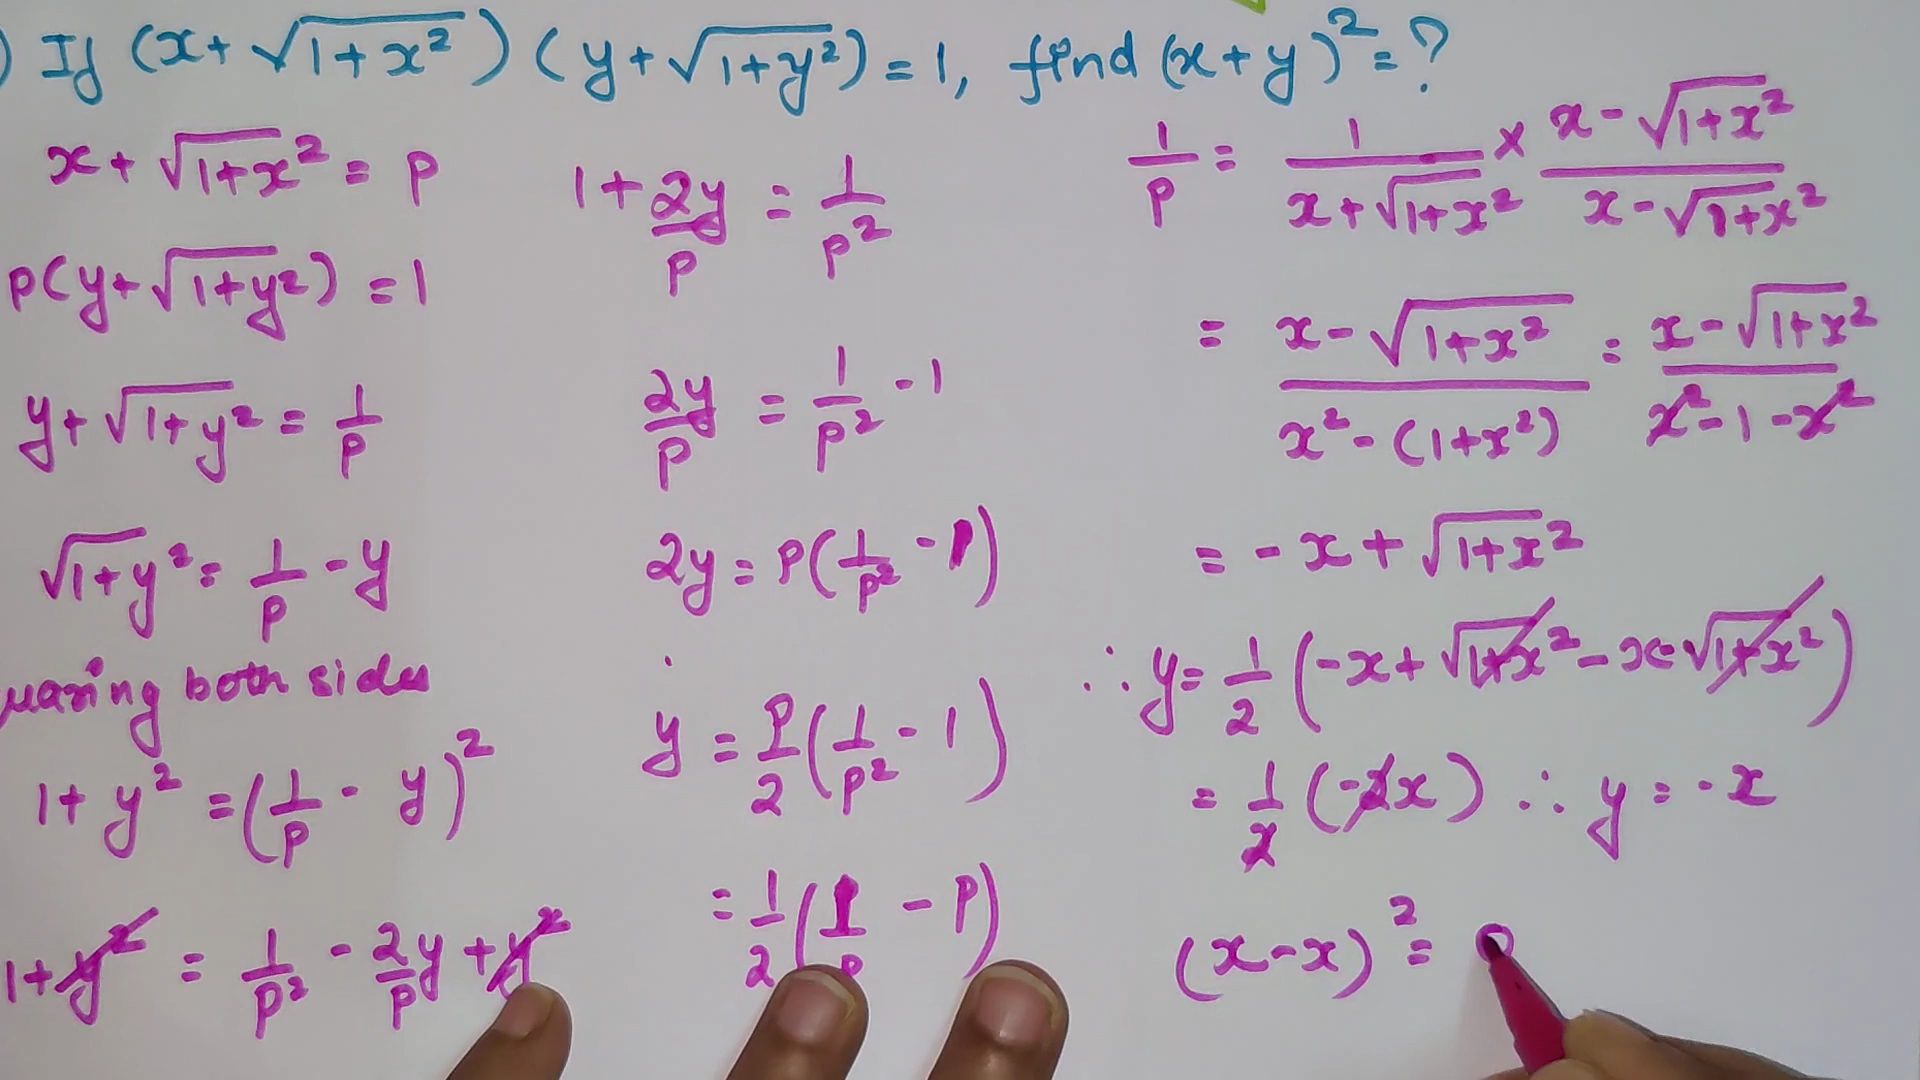 ) If (x+√(1+x²)) (y+√(1+y²)) = 1, find (x+y)² = ?
x+√(1+x²) = p
p(y+√(1+y²)) = 1
y+√(1+y²) = 1/p
√(1+y²) = 1/p - y
uaring both sides
1+y² = (1/p - y)²
1+y² = 1/p² - 2/p y + y²
1 + 2y/p = 1/p²
2y/p = 1/p² - 1
2y = p(1/p² - 1)
y = p/2 (1/p² - 1)
= 1/2 (1/p - p)
1/p = 1/(x+√(1+x²)) × (x-√(1+x²))/(x-√(1+x²))
= (x-√(1+x²))/(x²-(1+x²)) = (x-√(1+x²))/(x²-1-x²)
= -x+√(1+x²)
∴ y = 1/2 (-x+√(1+x²) - x-√(1+x²))
= 1/2 (-2x) ∴ y = -x
(x-x)² = 0